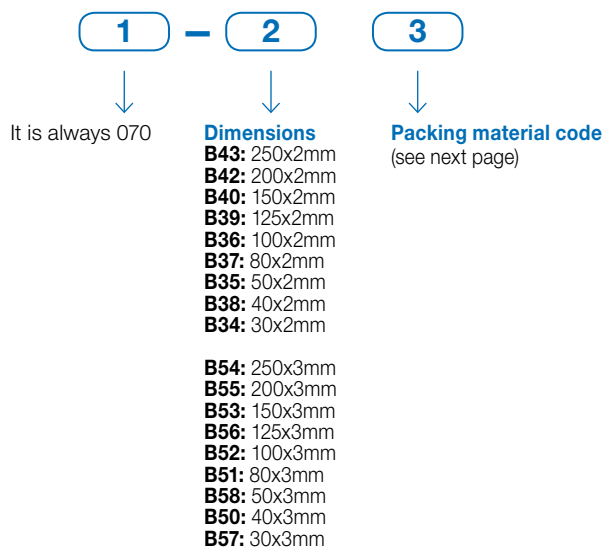 1 – 2 3
It is always 070
Dimensions
B43: 250x2mm
B42: 200x2mm
B40: 150x2mm
B39: 125x2mm
B36: 100x2mm
B37: 80x2mm
B35: 50x2mm
B38: 40x2mm
B34: 30x2mm
B54: 250x3mm
B55: 200x3mm
B53: 150x3mm
B56: 125x3mm
B52: 100x3mm
B51: 80x3mm
B58: 50x3mm
B50: 40x3mm
B57: 30x3mm
Packing material code
(see next page)